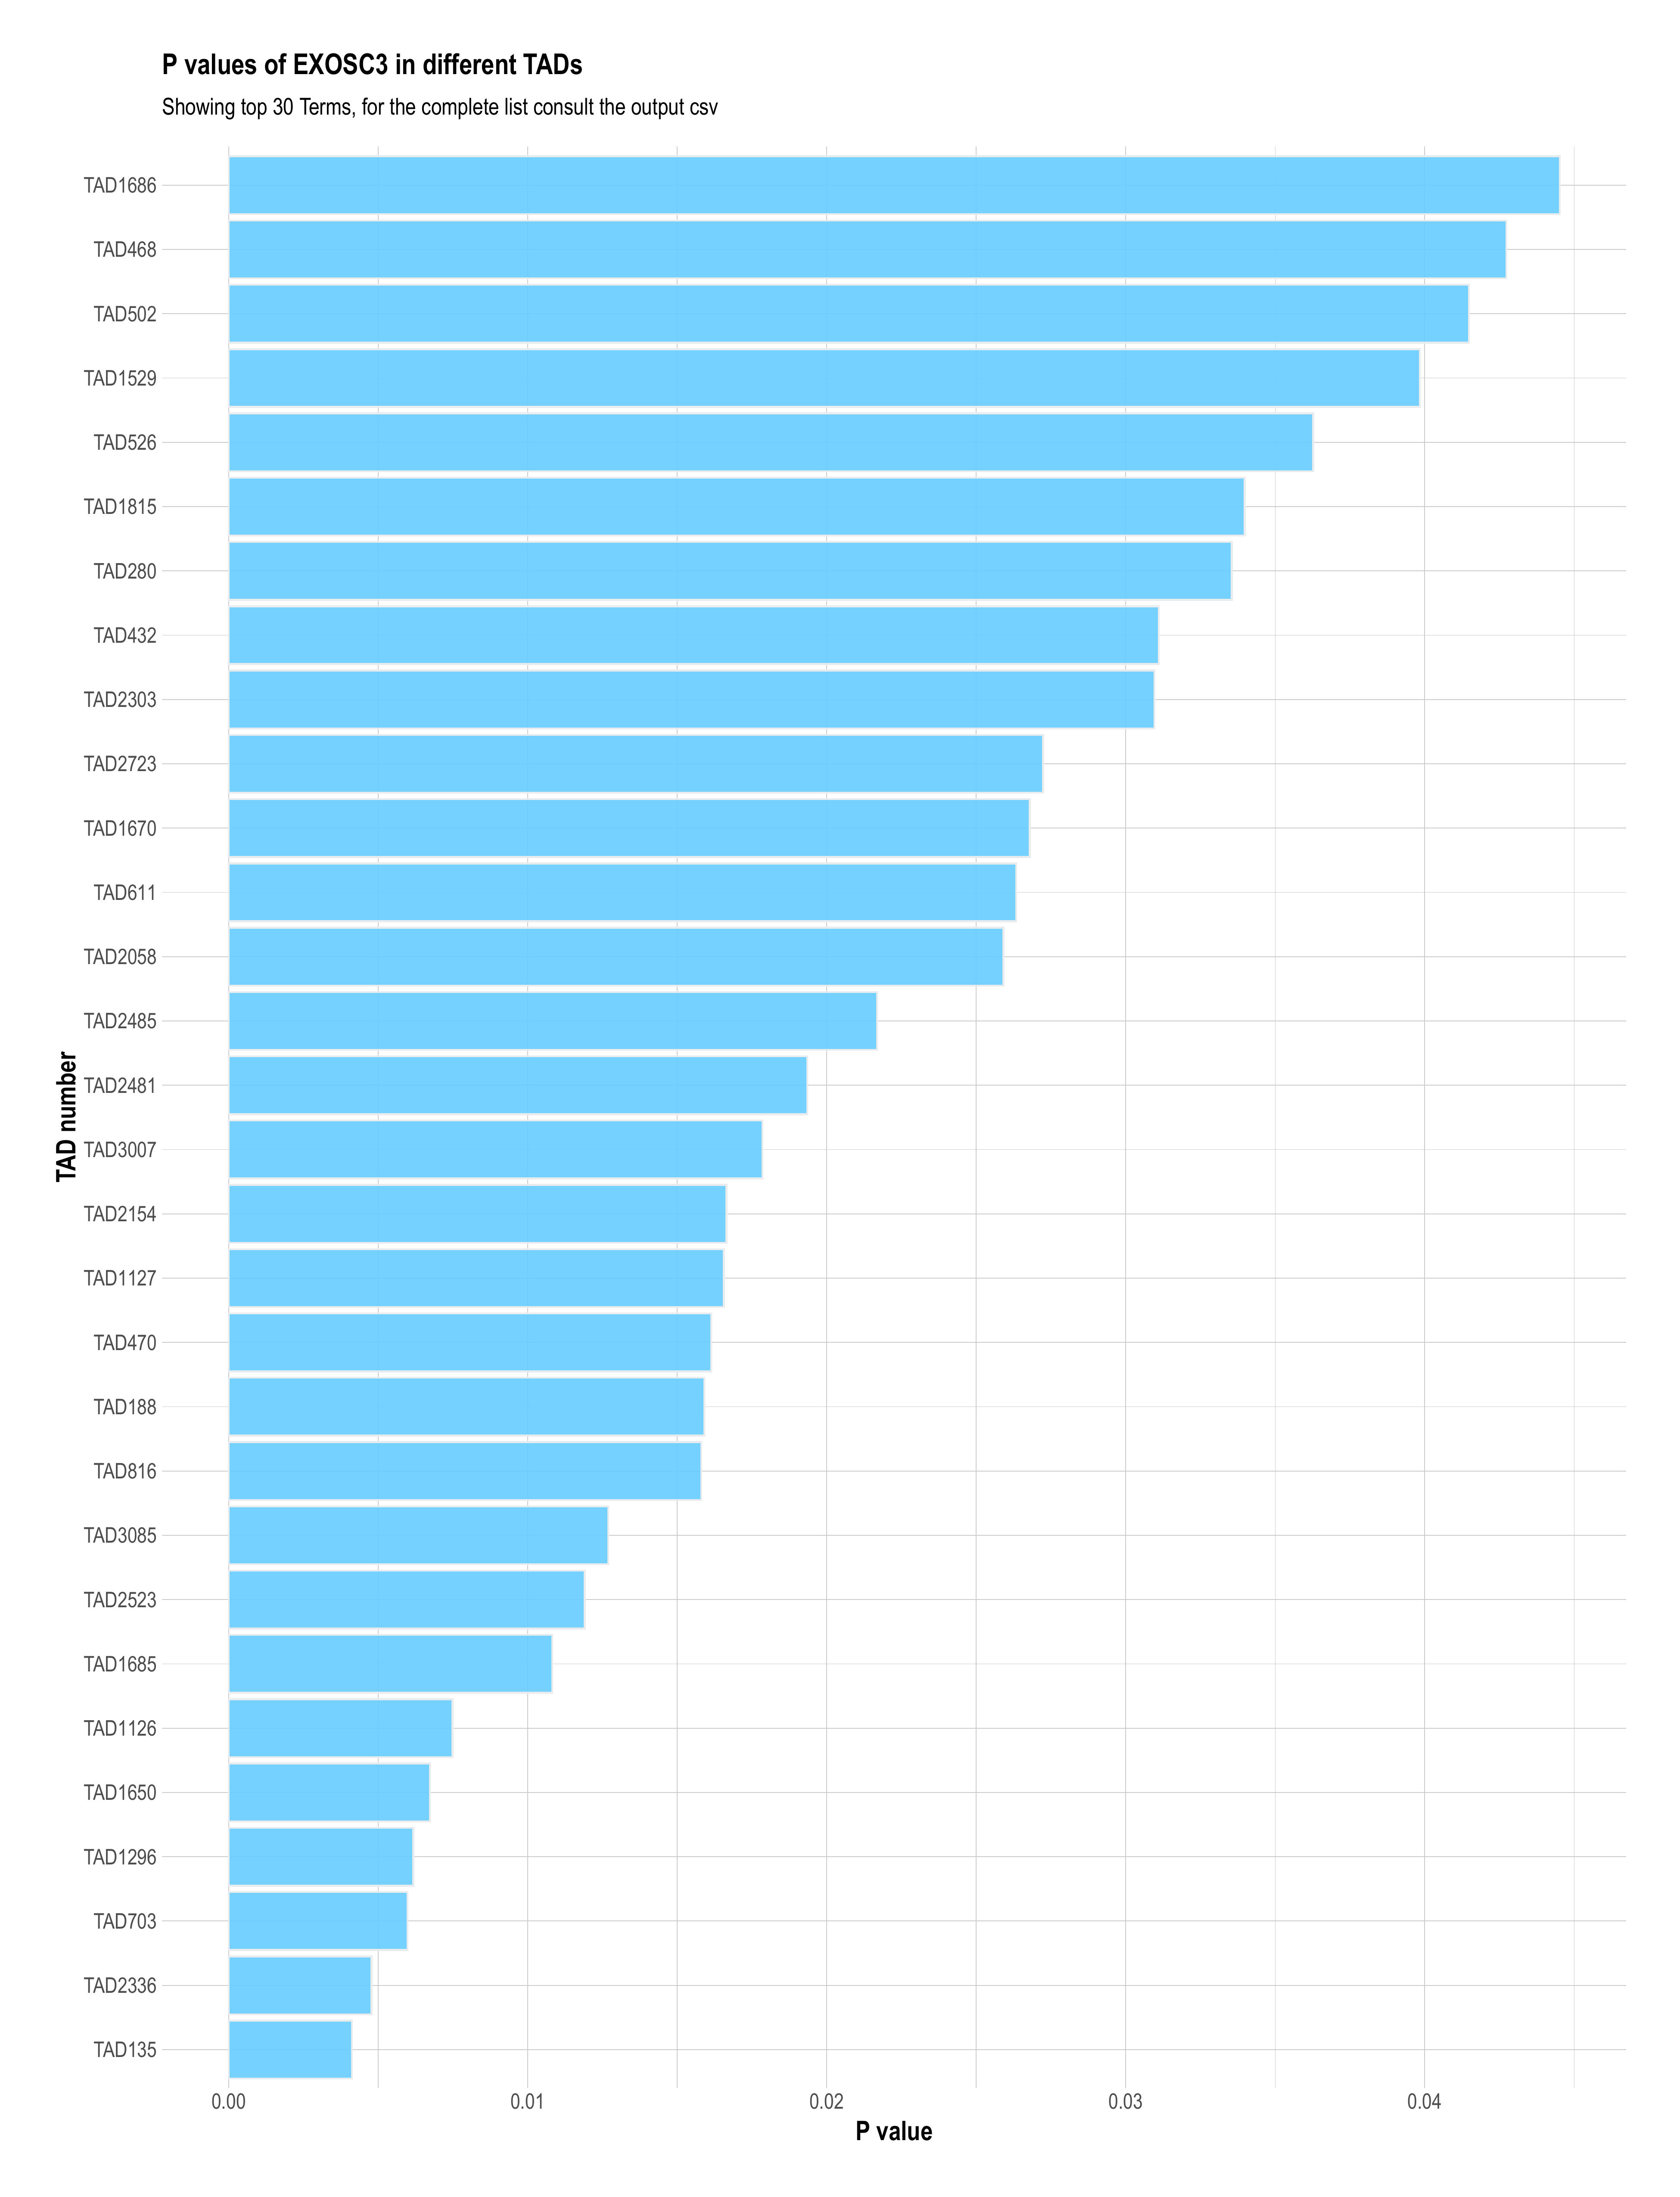 P values of EXOSC3 in different TADs
Showing top 30 Terms, for the complete list consult the output csv
TAD1686
TAD468
TAD502
TAD1529
TAD526
TAD1815
TAD280
TAD432
TAD2303
TAD2723
TAD1670
TAD611
TAD2058
TAD2485
TAD2481
TAD3007
TAD2154
TAD1127
TAD470
TAD188
TAD816
TAD3085
TAD2523
TAD1685
TAD1126
TAD1650
TAD1296
TAD703
TAD2336
TAD135
TAD number
0.00 0.01 0.02 0.03 0.04
P value